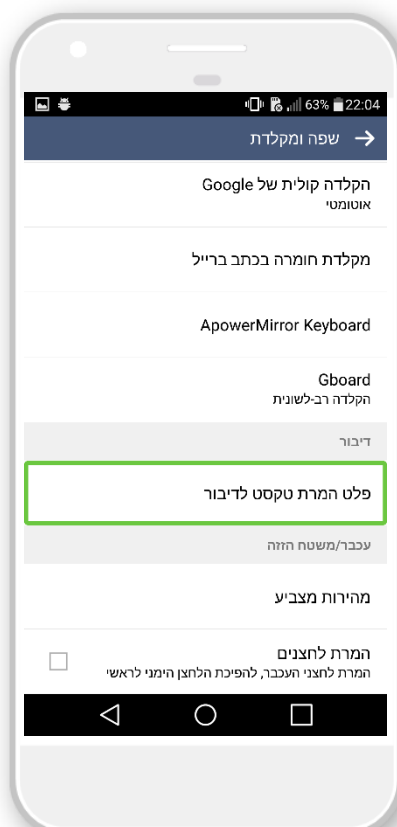 63% 22:04
שפה ומקלדת
הקלדה קולית של Google
אוטומטי
מקלדת חומרה בכתב ברייל
ApowerMirror Keyboard
Gboard
הקלדה רב-לשונית
דיבור
פלט המרת טקסט לדיבור
עכבר/משטח הזזה
מהירות מצביע
המרת לחצנים
המרת לחצני העכבר, להפיכת הלחצן הימני לראשי